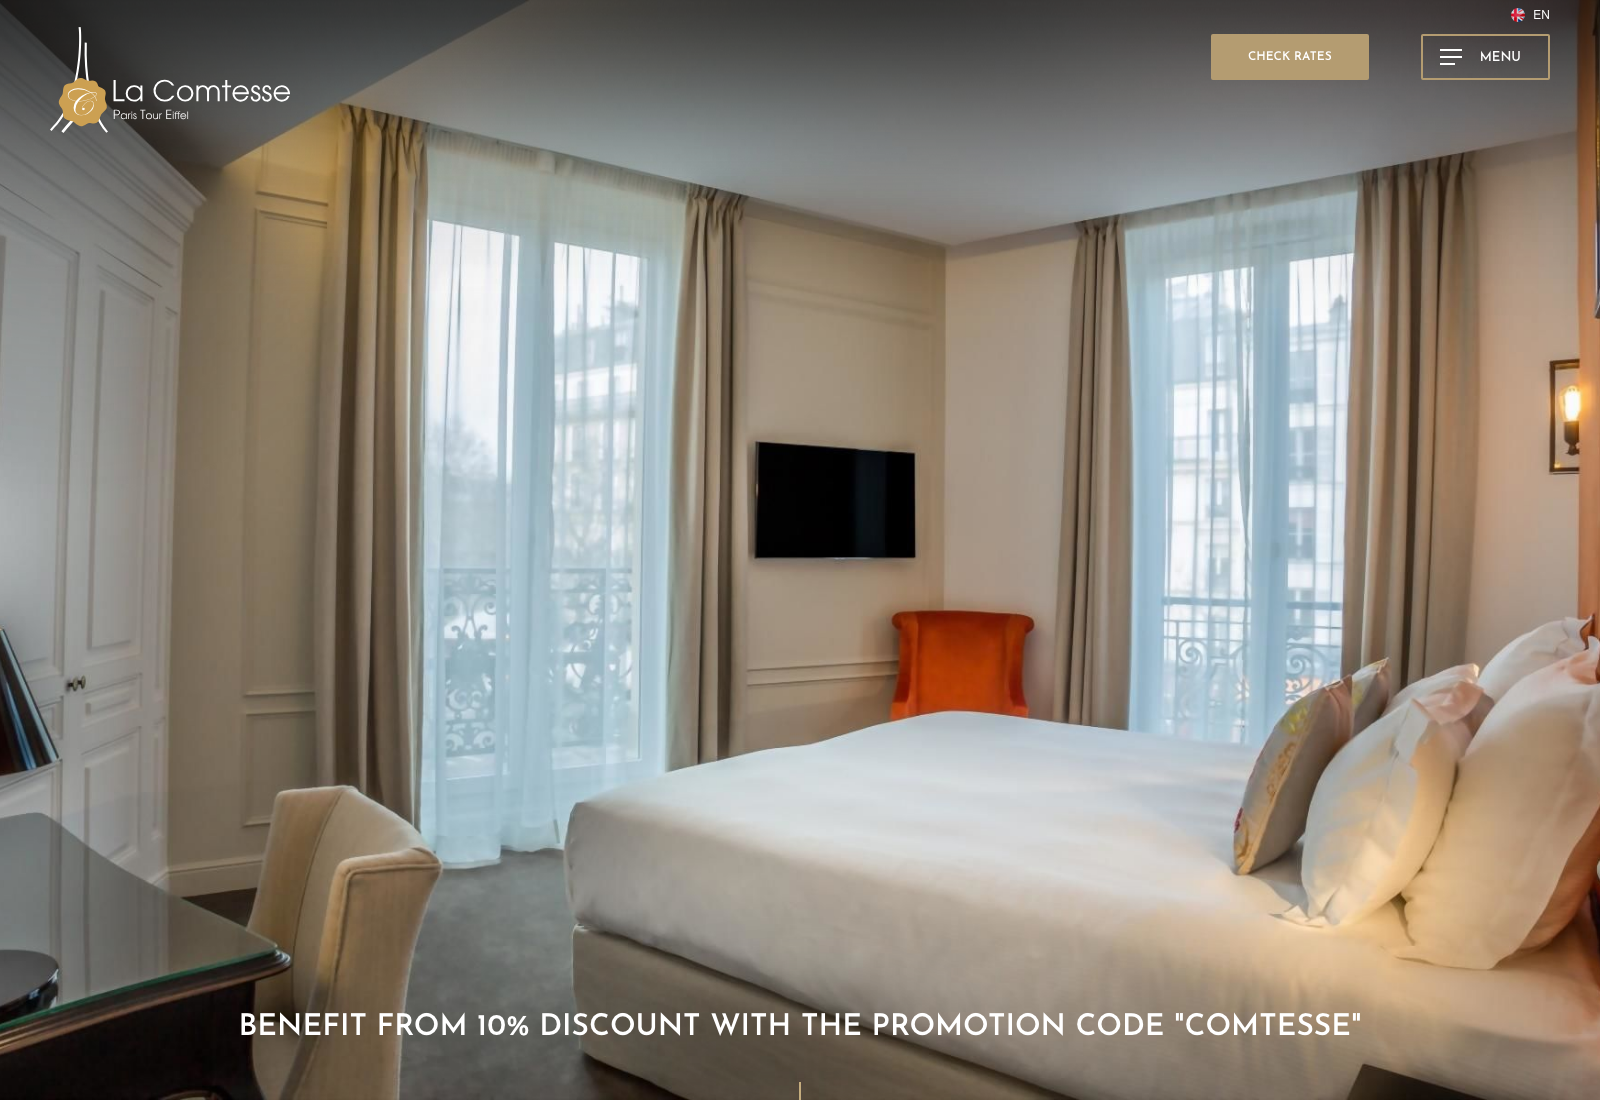 EN
CHECK RATES
MENU
La Comtesse
Paris Tour Eiffel
BENEFIT FROM 10% DISCOUNT WITH THE PROMOTION CODE "COMTESSE"